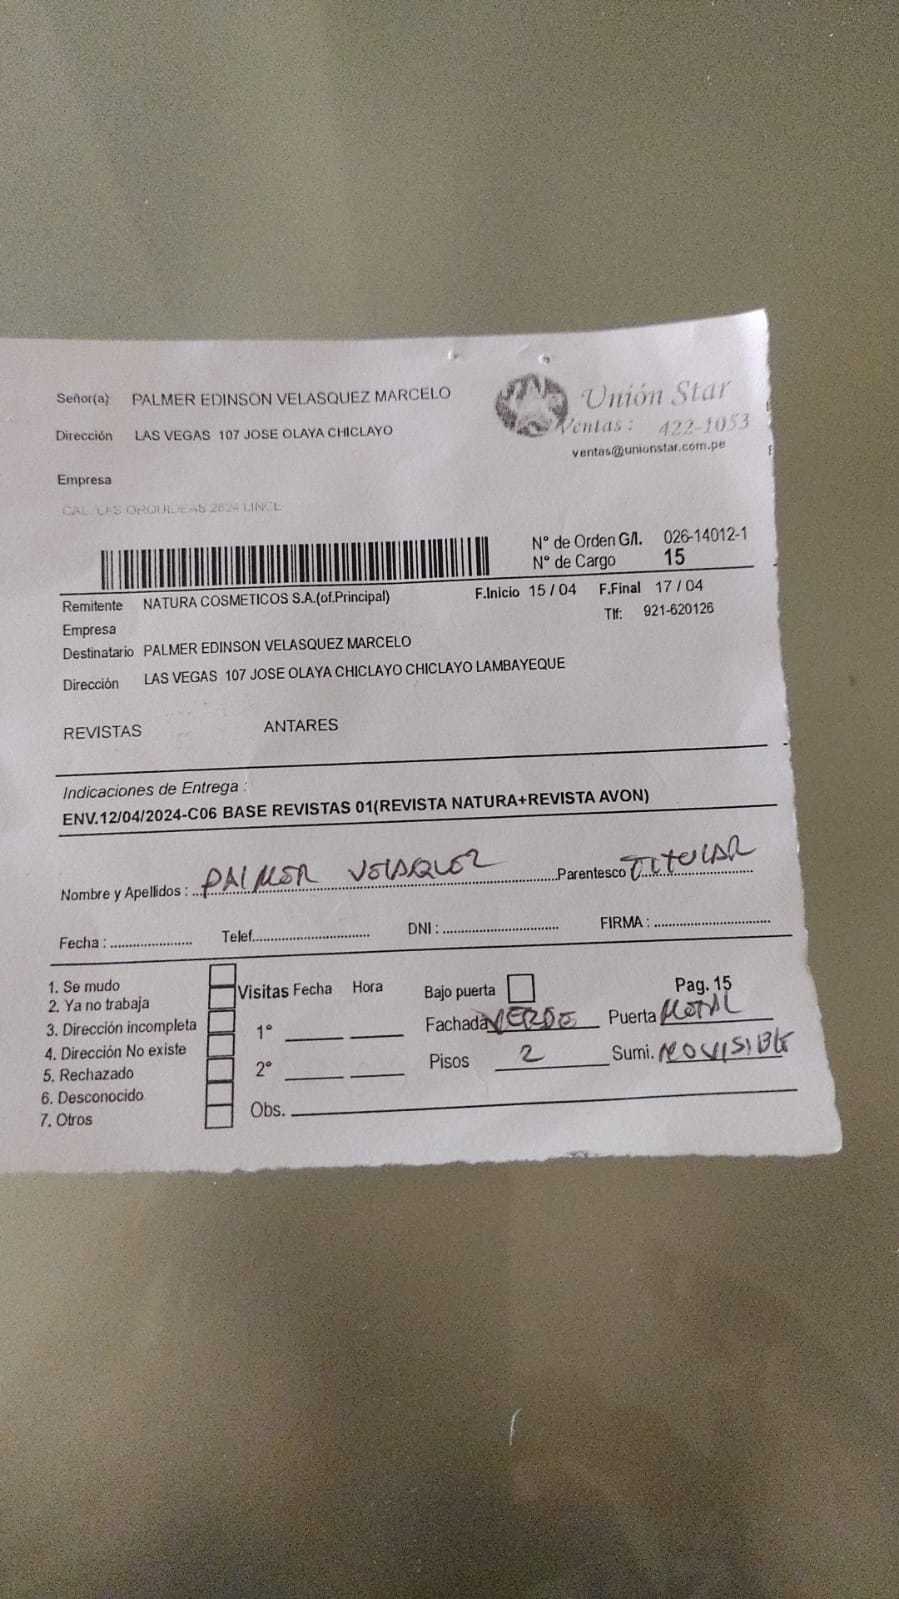 Señor(a) PALMER EDINSON VELASQUEZ MARCELO
Unión Star
Dirección LAS VEGAS 107 JOSE OLAYA CHICLAYO
Ventas : 422-1053
ventas@unionstar.com.pe
Empresa
CAL. LAS ORQUIDEAS 2624 LINCE
N° de Orden G/I. 026-14012-1
N° de Cargo 15
Remitente NATURA COSMETICOS S.A.(of.Principal) F.Inicio 15 / 04 F.Final 17 / 04
Empresa Tlf: 921-620126
Destinatario PALMER EDINSON VELASQUEZ MARCELO
Dirección LAS VEGAS 107 JOSE OLAYA CHICLAYO CHICLAYO LAMBAYEQUE
REVISTAS ANTARES
Indicaciones de Entrega :
ENV.12/04/2024-C06 BASE REVISTAS 01(REVISTA NATURA+REVISTA AVON)
Nombre y Apellidos : PALMER VELASQUEZ Parentesco TITULAR
Fecha : ...................... Telef............................... DNI : ............................. FIRMA : .............................
1. Se mudo
2. Ya no trabaja
3. Dirección incompleta
4. Dirección No existe
5. Rechazado
6. Desconocido
7. Otros
Visitas Fecha Hora
1°
2°
Obs.
Bajo puerta Pag. 15
Fachada VERDE Puerta METAL
Pisos 2 Sumi. NO VISIBLE